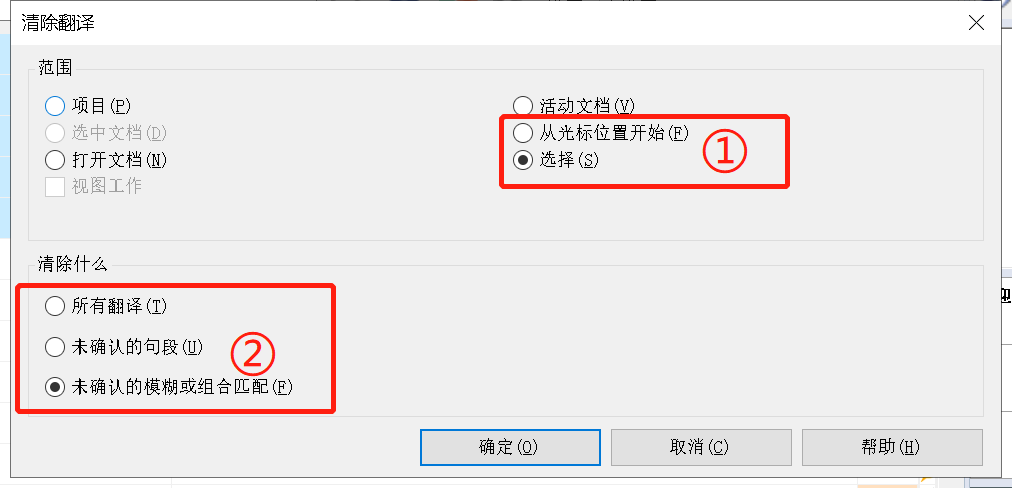 清除翻译
范围
项目(P)
活动文档(V)
选中文档(D)
从光标位置开始(F)
打开文档(N)
选择(S)
视图工作
①
清除什么
所有翻译(T)
未确认的句段(U)
②
未确认的模糊或组合匹配(F)
确定(O)
取消(C)
帮助(H)